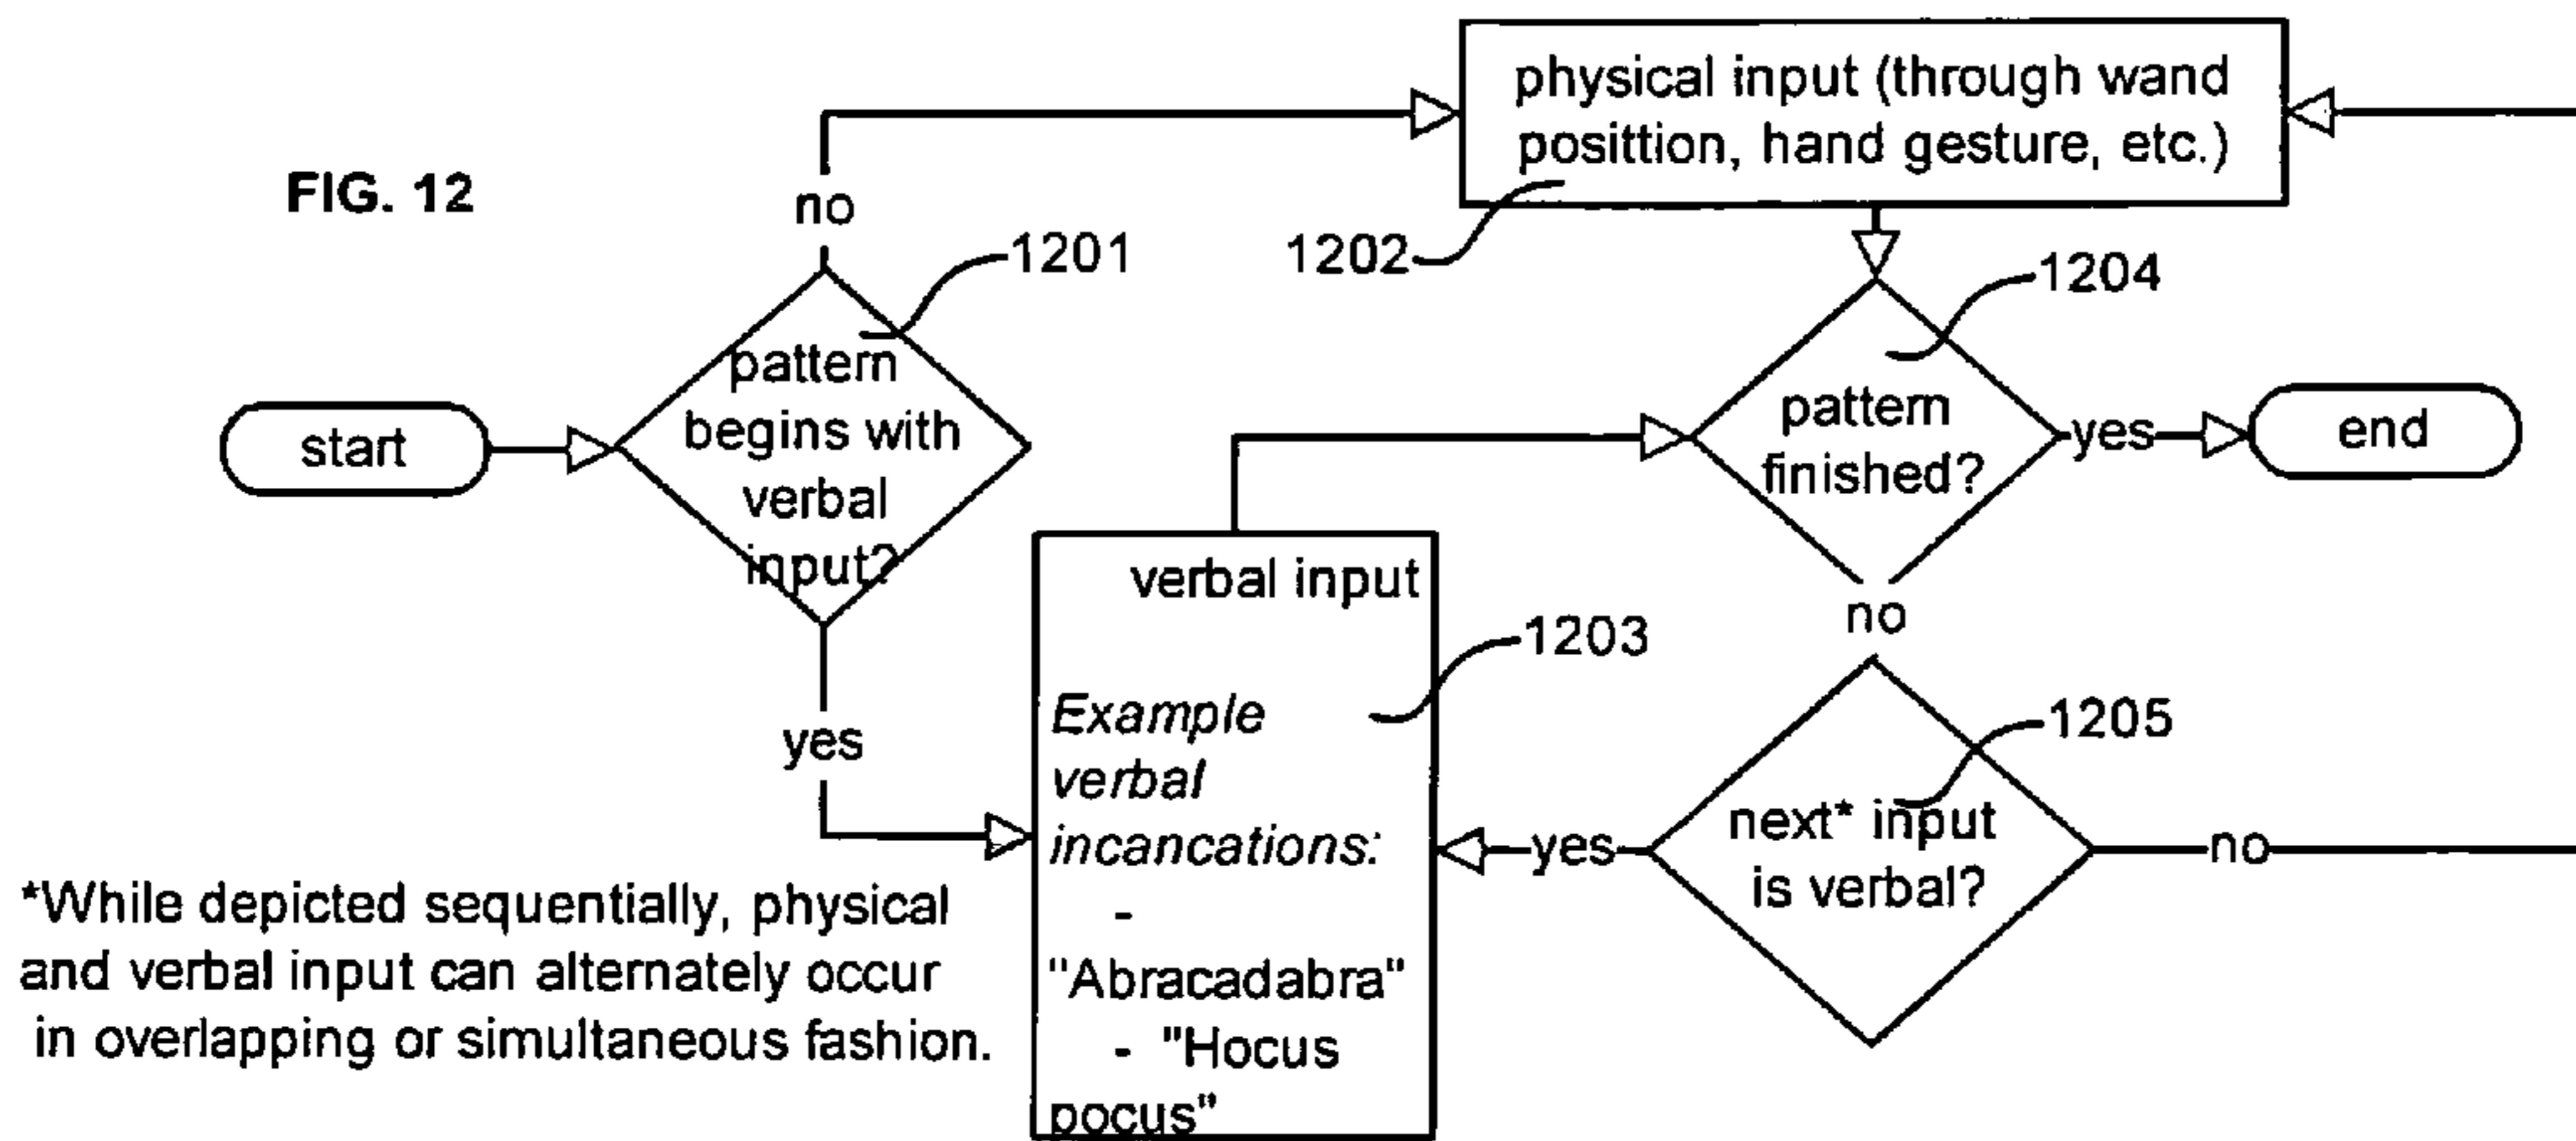 FIG. 12
start
1201
pattern
begins with
verbal
input?
no
yes
physical input (through wand
posittion, hand gesture, etc.)
1202
1204
pattern
finished?
yes
end
no
verbal input
1203
Example
verbal
incancations:
-
"Abracadabra"
- "Hocus
pocus"
1205
next* input
is verbal?
yes
no
*While depicted sequentially, physical
and verbal input can alternately occur
in overlapping or simultaneous fashion.